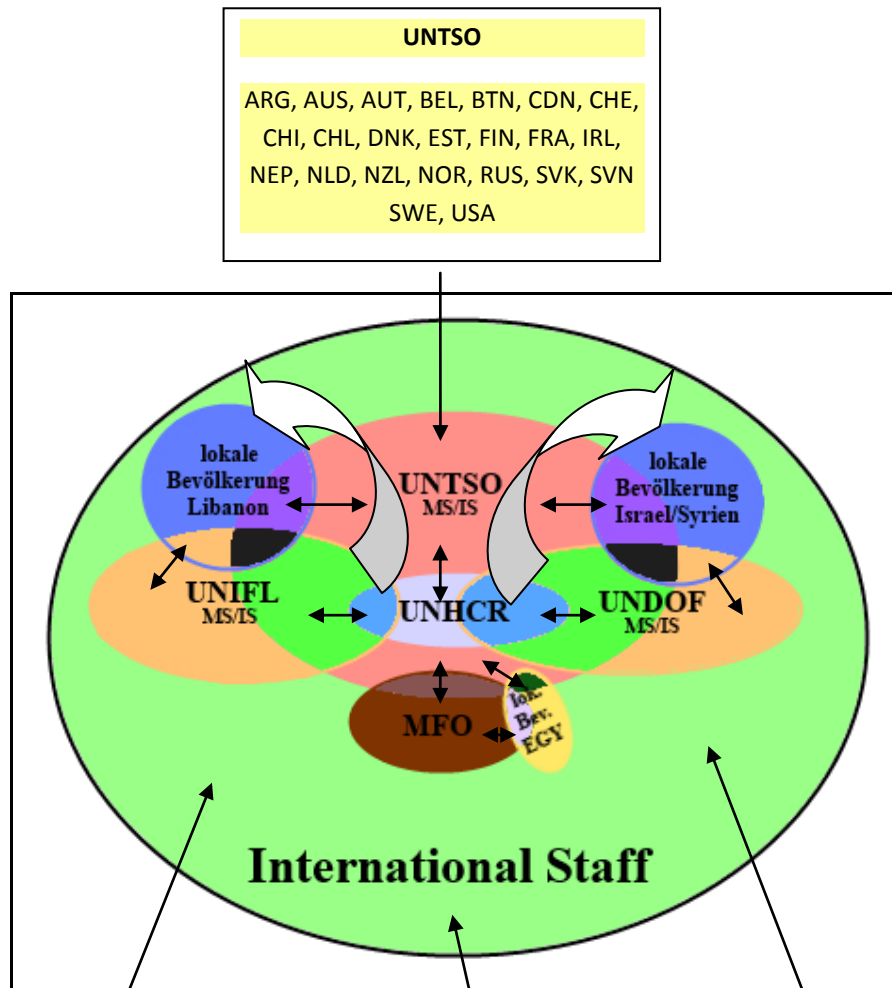 UNTSO
ARG, AUS, AUT, BEL, BTN, CDN, CHE,
CHI, CHL, DNK, EST, FIN, FRA, IRL,
NEP, NLD, NZL, NOR, RUS, SVK, SVN
SWE, USA
lokale
Bevölkerung
Libanon
UNTSO
MS/IS
lokale
Bevölkerung
Israel/Syrien
UNIFL
MS/IS
UNHCR
UNDOF
MS/IS
MFO
lok.
Bev.
EGY
International Staff